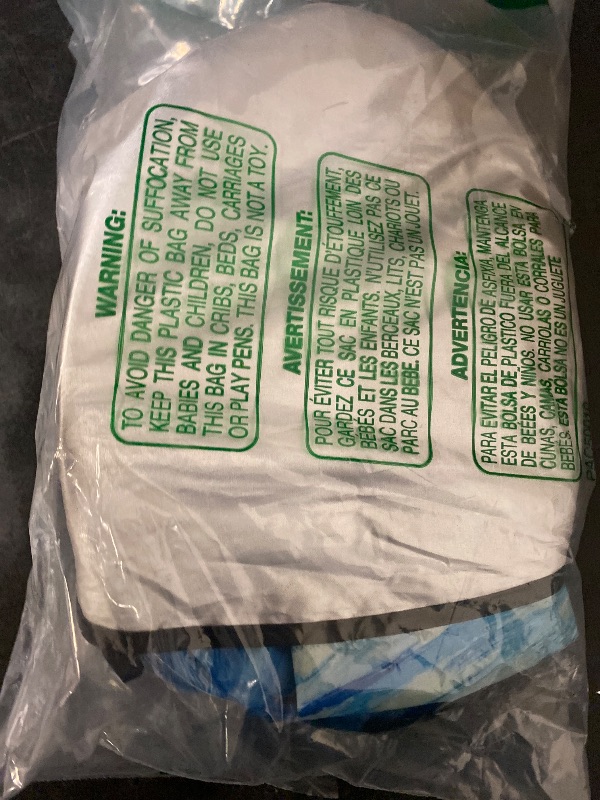 WARNING:
TO AVOID DANGER OF SUFFOCATION,
KEEP THIS PLASTIC BAG AWAY FROM
BABIES AND CHILDREN, DO NOT USE
THIS BAG IN CRIBS, BEDS, CARRIAGES
OR PLAY PENS. THIS BAG IS NOT A TOY.
AVERTISSEMENT:
POUR ÉVITER TOUT RISQUE D'ÉTOUFFEMENT,
GARDEZ CE SAC EN PLASTIQUE LOIN DES
BÉBÉS ET LES ENFANTS, N'UTILISEZ PAS CE
SAC DANS LES BERCEAUX, LITS, CHARIOTS OU
PARC AU BEBE. CE SAC N'EST PAS UN JOUET.
ADVERTENCIA:
PARA EVITAR EL PELIGRO DE ASFIXIA, MANTENGA
ESTA BOLSA DE PLASTICO FUERA DEL ALCANCE
DE BEBÉS Y NIÑOS. NO USAR ESTA BOLSA EN
CUNAS, CAMAS, CARRIOLAS O CORRALES PARA
BEBÉS. ESTA BOLSA NO ES UN JUGUETE